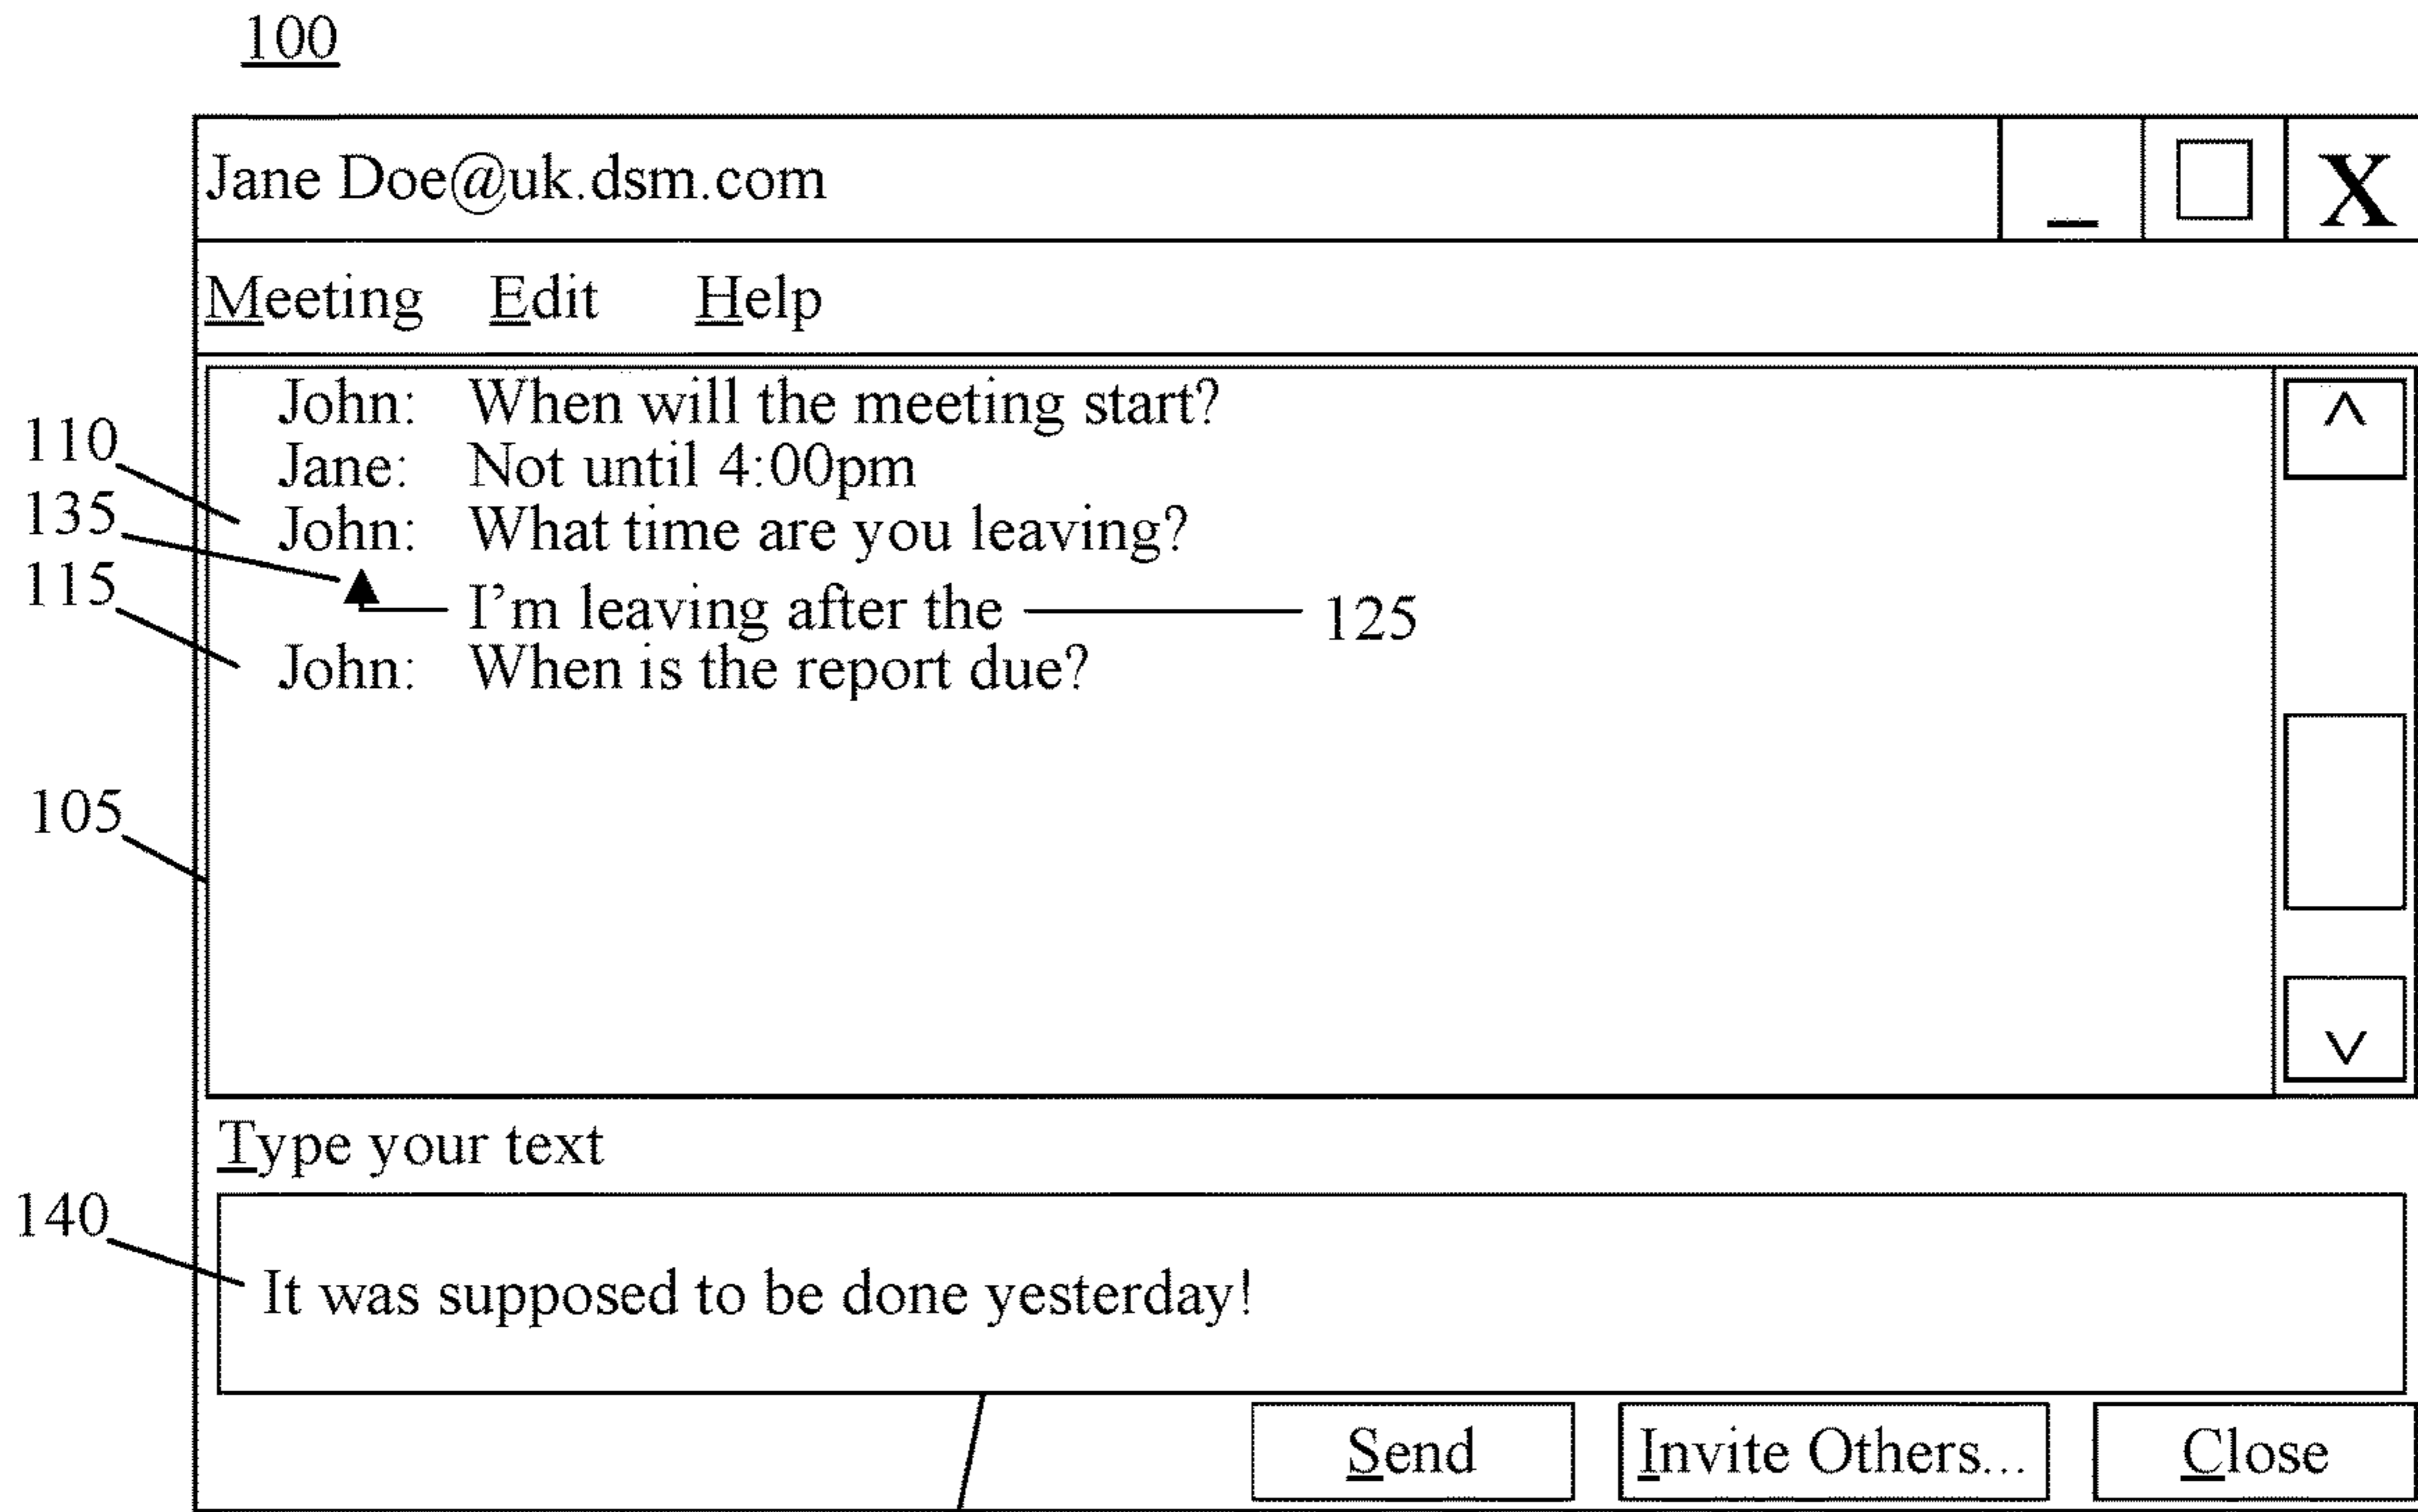 100
Jane Doe@uk.dsm.com _ X
Meeting Edit Help
John: When will the meeting start? ^
110 Jane: Not until 4:00pm
135 John: What time are you leaving?
115 I'm leaving after the 125
John: When is the report due?
105
v
Type your text
140 It was supposed to be done yesterday!
Send Invite Others... Close